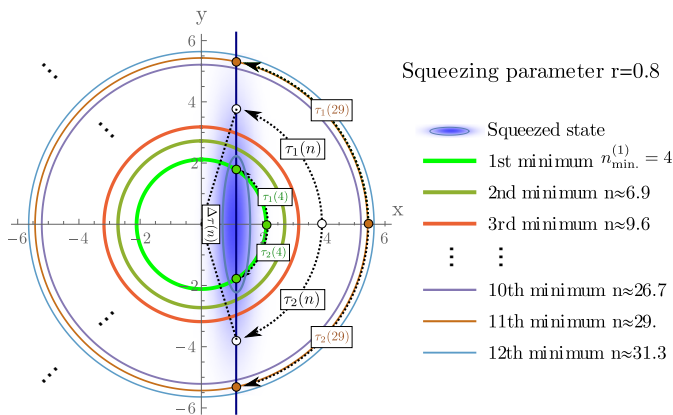 y
x
6
4
2
−2
−4
−6
−6
−4
−2
2
4
6
τ₁(29)
τ₁(n)
τ₁(4)
Δτ(n)
τ₂(4)
τ₂(n)
τ₂(29)
Squeezing parameter r=0.8
Squeezed state
1st minimum n_min.^(1) = 4
2nd minimum n≈6.9
3rd minimum n≈9.6
10th minimum n≈26.7
11th minimum n≈29.
12th minimum n≈31.3